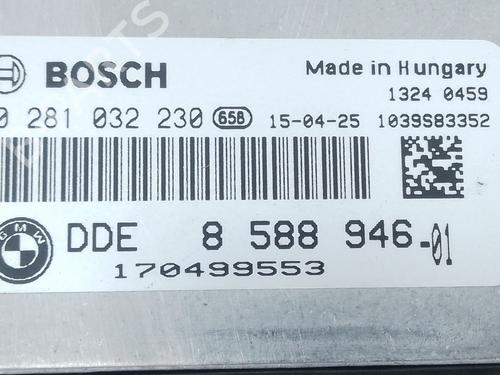 BOSCH
Made in Hungary
1324 0459
0 281 032 230 658 15-04-25 1039S83352
BMW
DDE 8 588 946-01
170499553